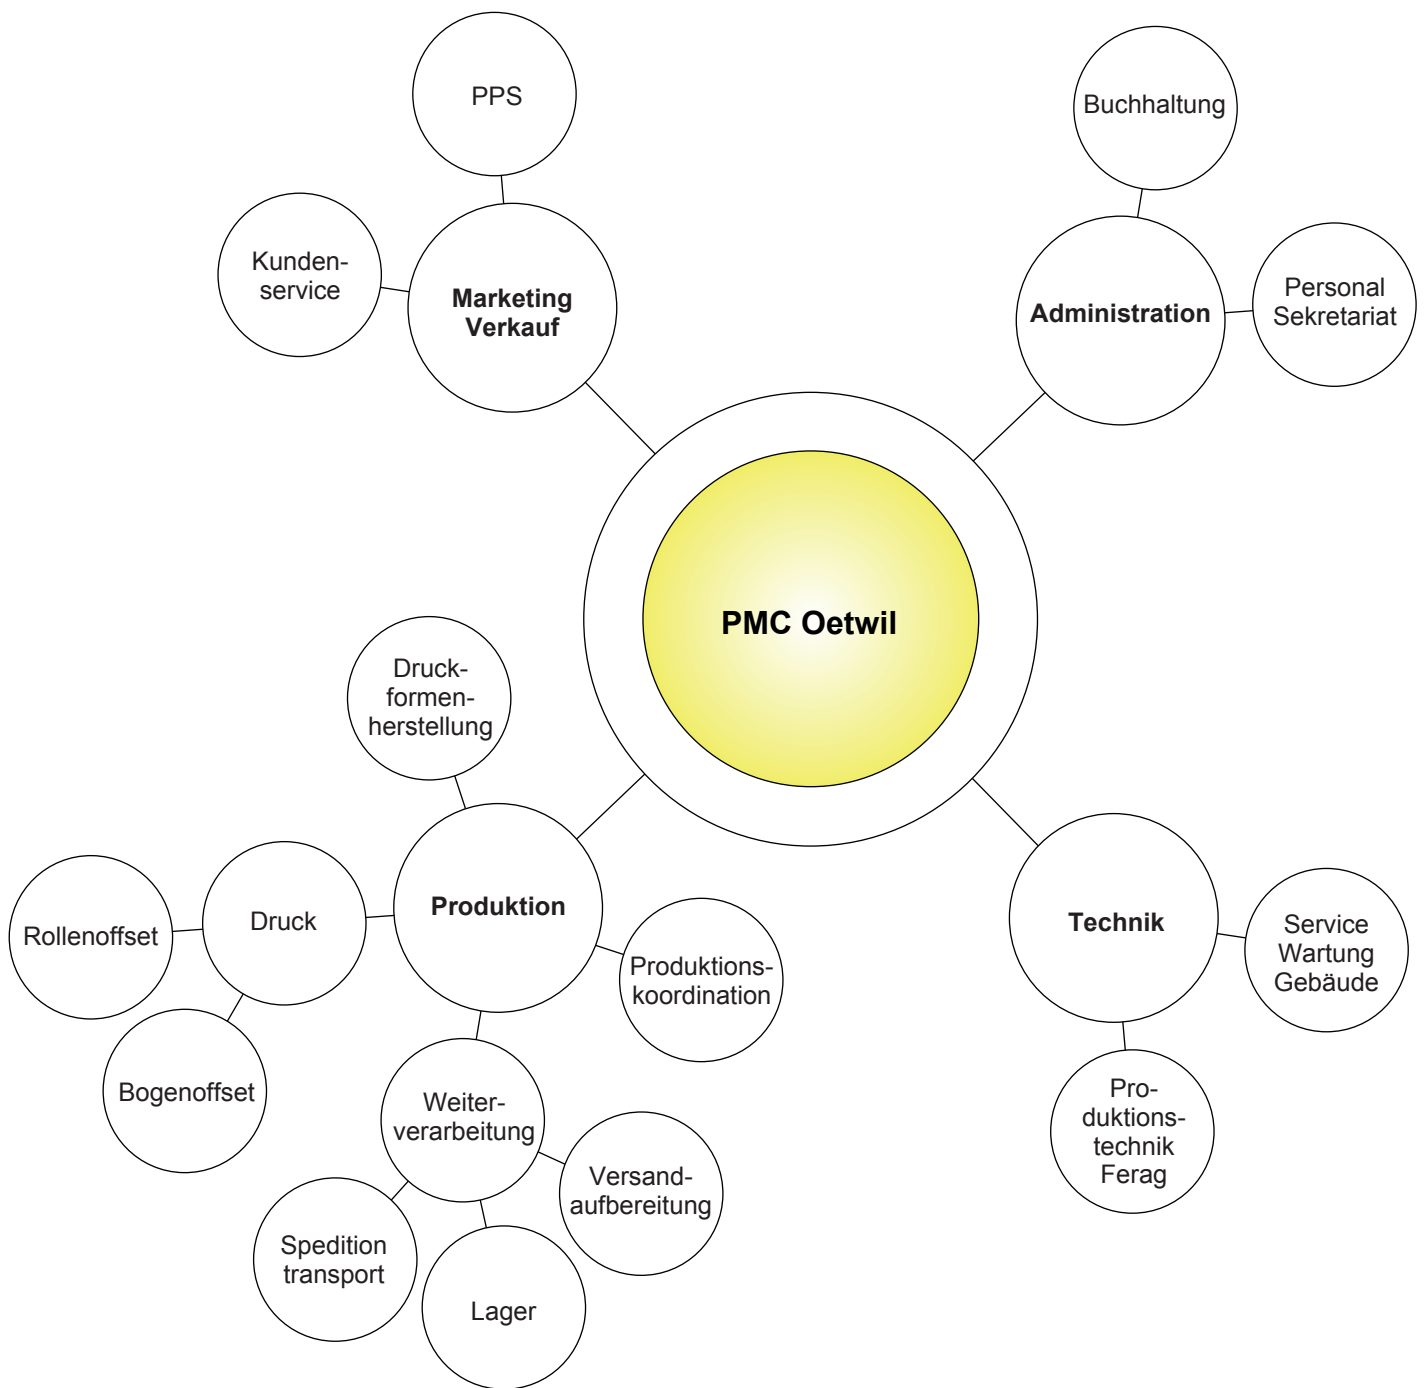 PPS
Buchhaltung
Kunden-
service
Marketing
Verkauf
Administration
Personal
Sekretariat
PMC Oetwil
Druck-
formen-
herstellung
Rollenoffset
Druck
Produktion
Produktions-
koordination
Technik
Service
Wartung
Gebäude
Bogenoffset
Weiter-
verarbeitung
Versand-
aufbereitung
Pro-
duktions-
technik
Ferag
Spedition
transport
Lager